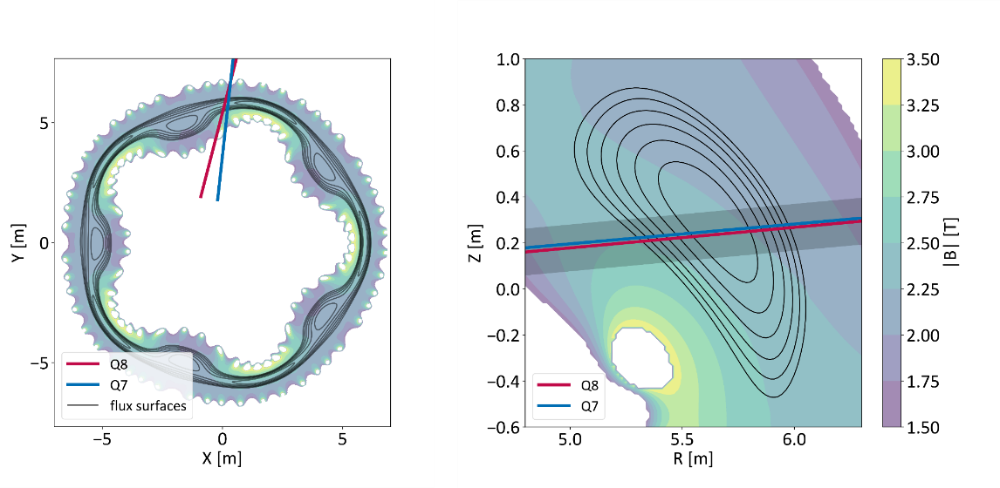 5
0
−5
Y [m]
−5
0
5
X [m]
Q8
Q7
flux surfaces
1.0
0.8
0.6
0.4
0.2
0.0
−0.2
−0.4
−0.6
Z [m]
5.0
5.5
6.0
R [m]
Q8
Q7
3.50
3.25
3.00
2.75
2.50
2.25
2.00
1.75
1.50
|B| [T]